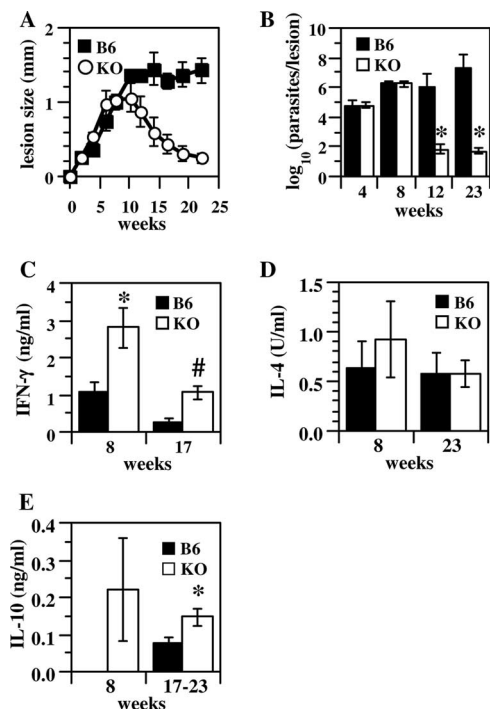 A
lesion size (mm)
2
1
0
0 5 10 15 20 25
weeks
B6
KO
B
log10 (parasites/lesion)
10
8
6
4
2
0
4 8 12 23
weeks
B6
KO
* *
C
IFN-γ (ng/ml)
4
3
2
1
0
8 17
weeks
B6
KO
*
#
D
IL-4 (U/ml)
1.5
1.0
0.5
0.0
8 23
weeks
B6
KO
E
IL-10 (ng/ml)
0.4
0.3
0.2
0.1
0.0
8 17-23
weeks
B6
KO
*